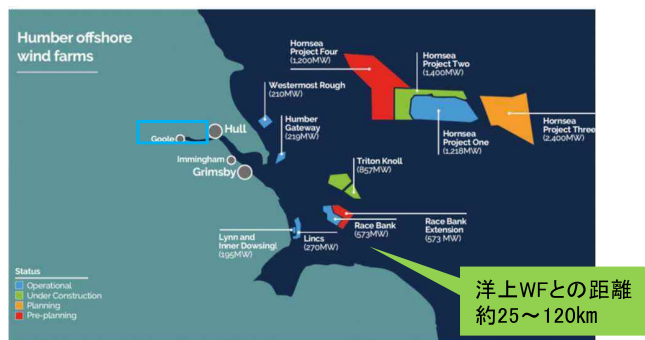 Humber offshore
wind farms
Hornsea
Project Four
(1,200MW)
Hornsea
Project Two
(1,400MW)
Westermost Rough
(210MW)
Humber
Gateway
(219MW)
Hull
Goole
Immingham
Grimsby
Hornsea
Project One
(1,218MW)
Hornsea
Project Three
(2,400MW)
Triton Knoll
(857MW)
Lynn and
Inner Dowsing
(195MW)
Lincs
(270MW)
Race Bank
(573MW)
Race Bank
Extension
(573 MW)
Status
Operational
Under Construction
Planning
Pre-planning
洋上WFとの距離
約25～120km